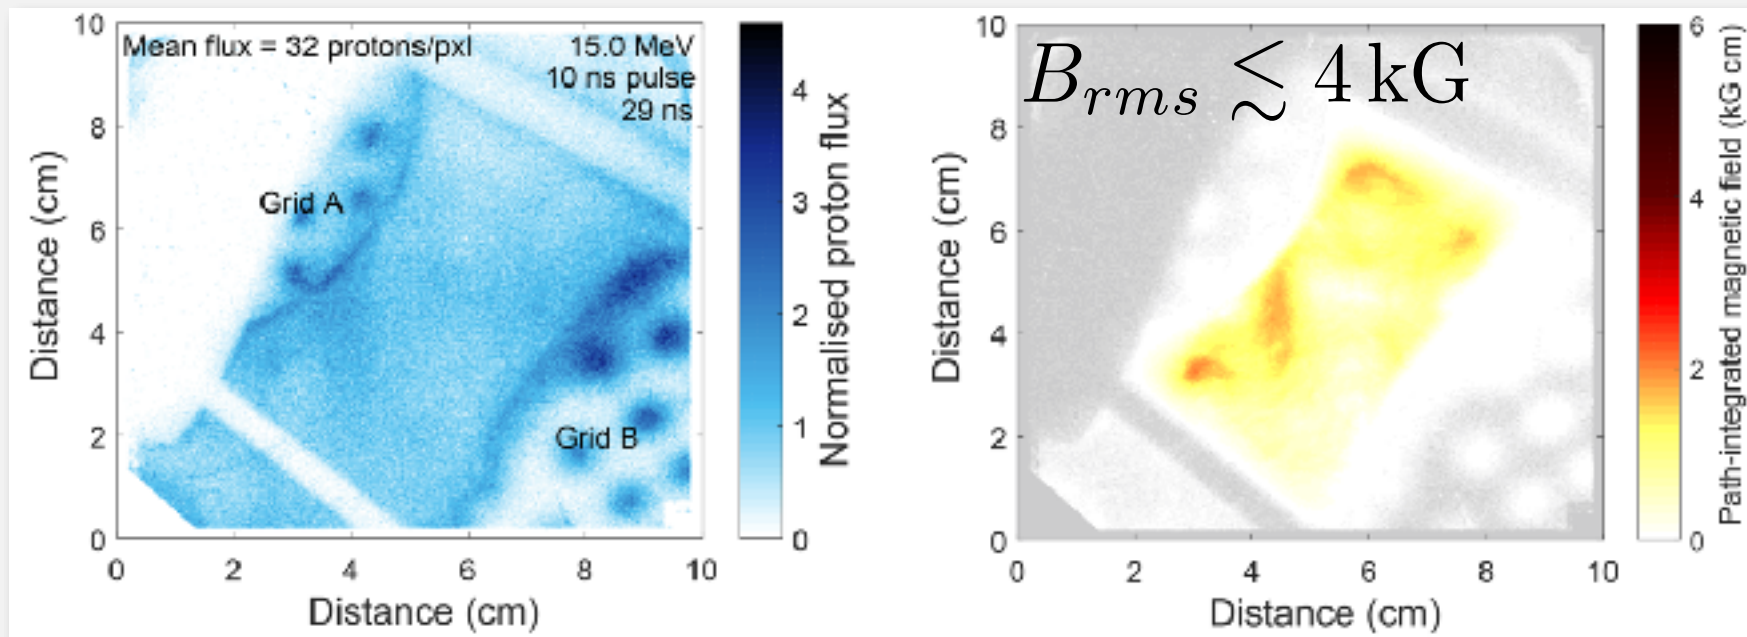 Mean flux = 32 protons/pxl
15.0 MeV
10 ns pulse
29 ns
Grid A
Grid B
10
8
6
4
2
0
0
2
4
6
8
10
Distance (cm)
Distance (cm)
4
3
2
1
0
Normalised proton flux
B_{rms} ≲ 4 kG
10
8
6
4
2
0
0
2
4
6
8
10
Distance (cm)
Distance (cm)
6
4
2
0
Path-integrated magnetic field (kG cm)